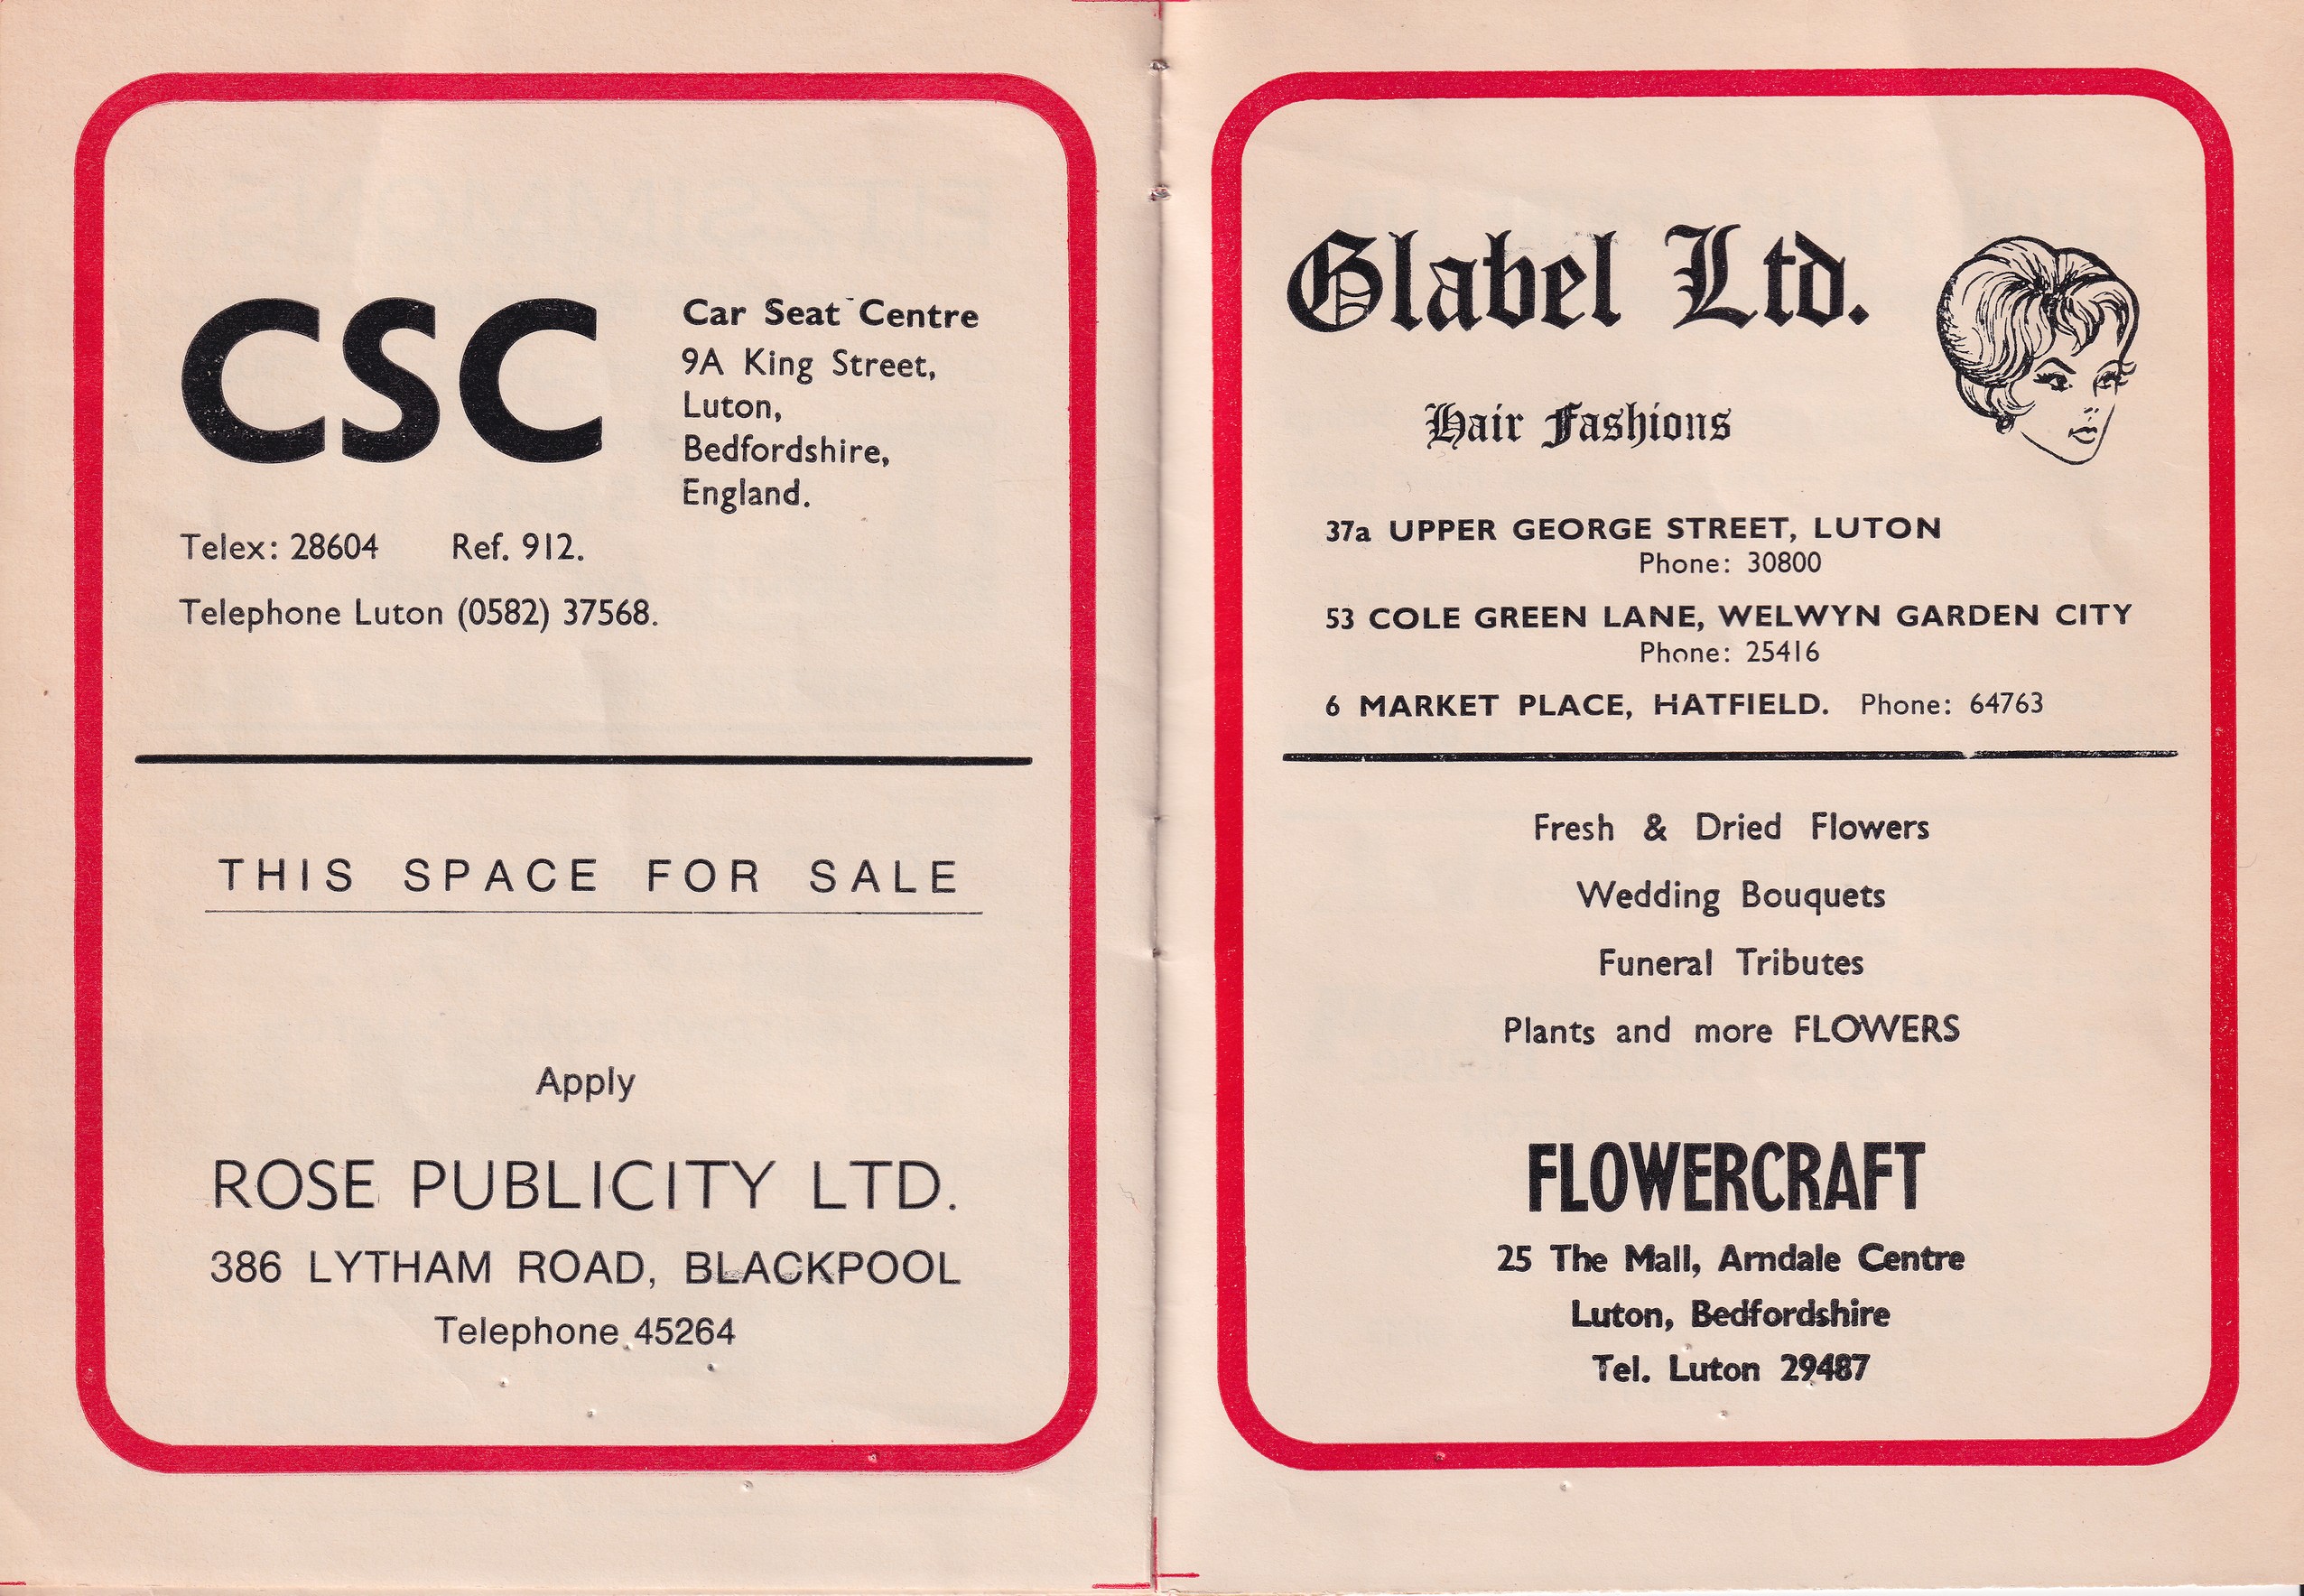 CSC
Car Seat Centre
9A King Street,
Luton,
Bedfordshire,
England.
Telex: 28604 Ref. 912.
Telephone Luton (0582) 37568.
THIS SPACE FOR SALE
Apply
ROSE PUBLICITY LTD.
386 LYTHAM ROAD, BLACKPOOL
Telephone 45264
Glabel Ltd.
Hair Fashions
37a UPPER GEORGE STREET, LUTON
Phone: 30800
53 COLE GREEN LANE, WELWYN GARDEN CITY
Phone: 25416
6 MARKET PLACE, HATFIELD. Phone: 64763
Fresh & Dried Flowers
Wedding Bouquets
Funeral Tributes
Plants and more FLOWERS
FLOWERCRAFT
25 The Mall, Arndale Centre
Luton, Bedfordshire
Tel. Luton 29487